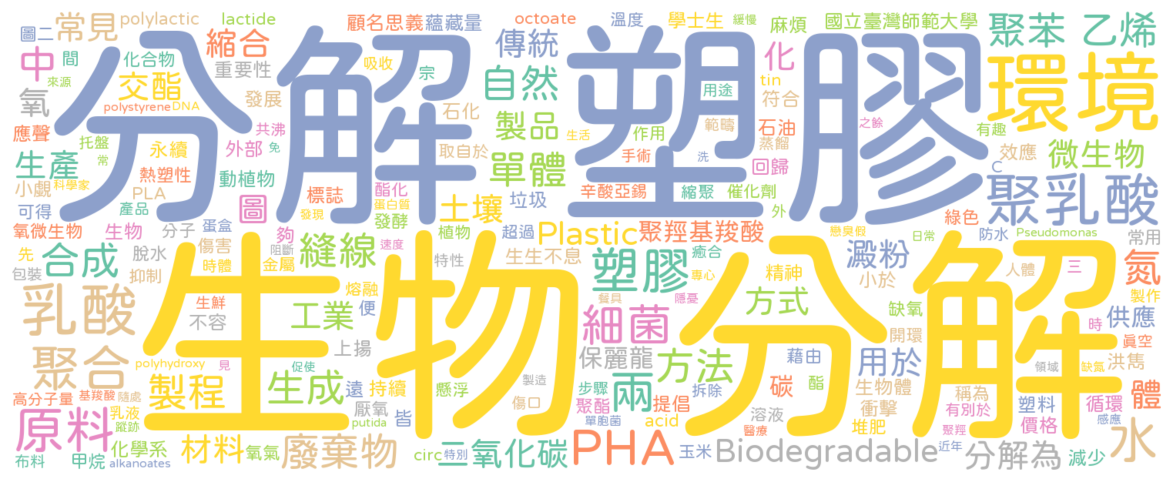 圖二 常見 polylactic lactide 顧名思義 蘊藏量 octoate 溫度 學士生 緩慢 麻煩 國立臺灣師範大學 聚苯 乙烯
中 間 化合物 縮合 重要性 吸收 宗 傳統 化 tin 用途 符合
來源 交酯 polystyrene DNA 分解 塑膠 環境
氧 發展 石化 自然 製品 生活 作用 範疇 石油 蒸餾 之餘 有趣 效應 微生物
應聲 托盤 永續 共沸 免 外部 取自於 單體 手術 洗 回歸 C
生產 常 熱塑性 動植物 標誌 酯化 蛋白質 辛酸亞錫 縮聚 催化劑 聚乳酸
小覷 科學家 PLA 圖 發酵 土壤 垃圾 外 綠色
可得 產品 蛋盒 發現 植物 超過 Plastic 聚羥基羧酸 戀臭假 防水 Pseudomonas 常用
氧微生物 生物 分子 夠 阻斷 縫線 日常
先 合成 脫水 傷害 速度 特性 生生不息 塑膠 癒合 精神 澱粉 人體 三 氮
包裝 抑制 時體 金屬 熔融 專心 小於 製作
乳酸 生鮮 不容 生物 分解 工業 便 餐具 隱憂 方式 缺氧 時 供應
細菌 開環 真空
聚合 polyhydroxy 見 促使 上揚 製造 保麗龍 方法 藉由 用於 領域 缺落 洪雋
製程 生成 遠 持續 懸浮 傷口 步驟 兩 拆除 碳 酯 生物體 稱為 體
高分子量 基羧酸 隨處 厭氧 聚酯 單胞菌 提倡 衝擊 有別於 塑料 循環
原料 乳液 蹤跡 皆 putida acid 溶液 堆肥 聚羥 價格 感應 水
化學系 材料 氧氣 廢棄物 circ 特別 二氧化碳 PHA 醫療 玉米 Biodegradable 近年 分解為 減少
布料 甲烷 alkanoates